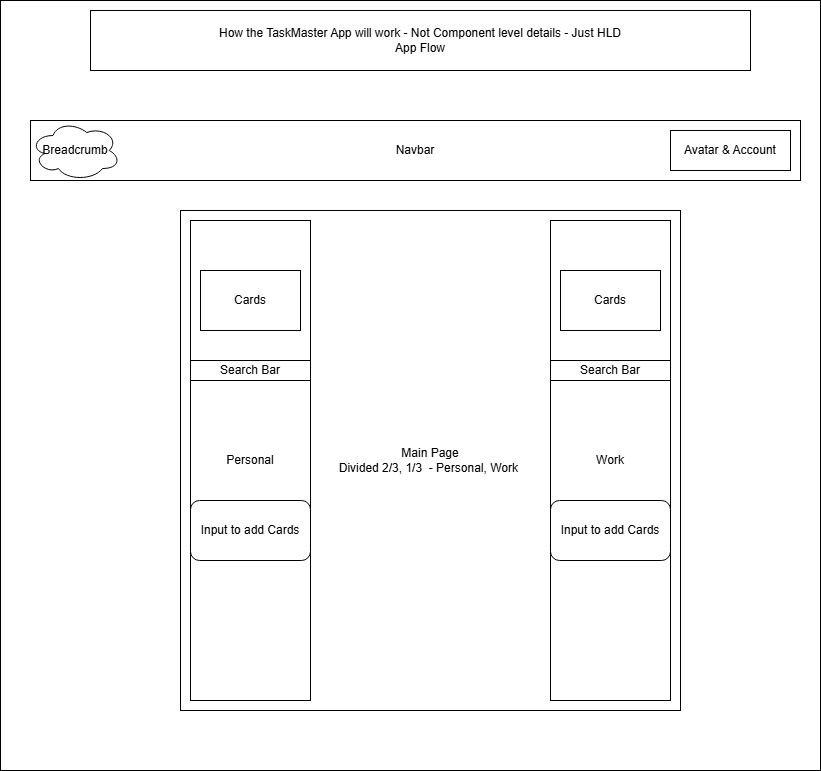 How the TaskMaster App will work - Not Component level details - Just HLD
App Flow
Breadcrumb
Navbar
Avatar & Account
Cards
Cards
Search Bar
Search Bar
Personal
Main Page
Divided 2/3, 1/3  - Personal, Work
Work
Input to add Cards
Input to add Cards